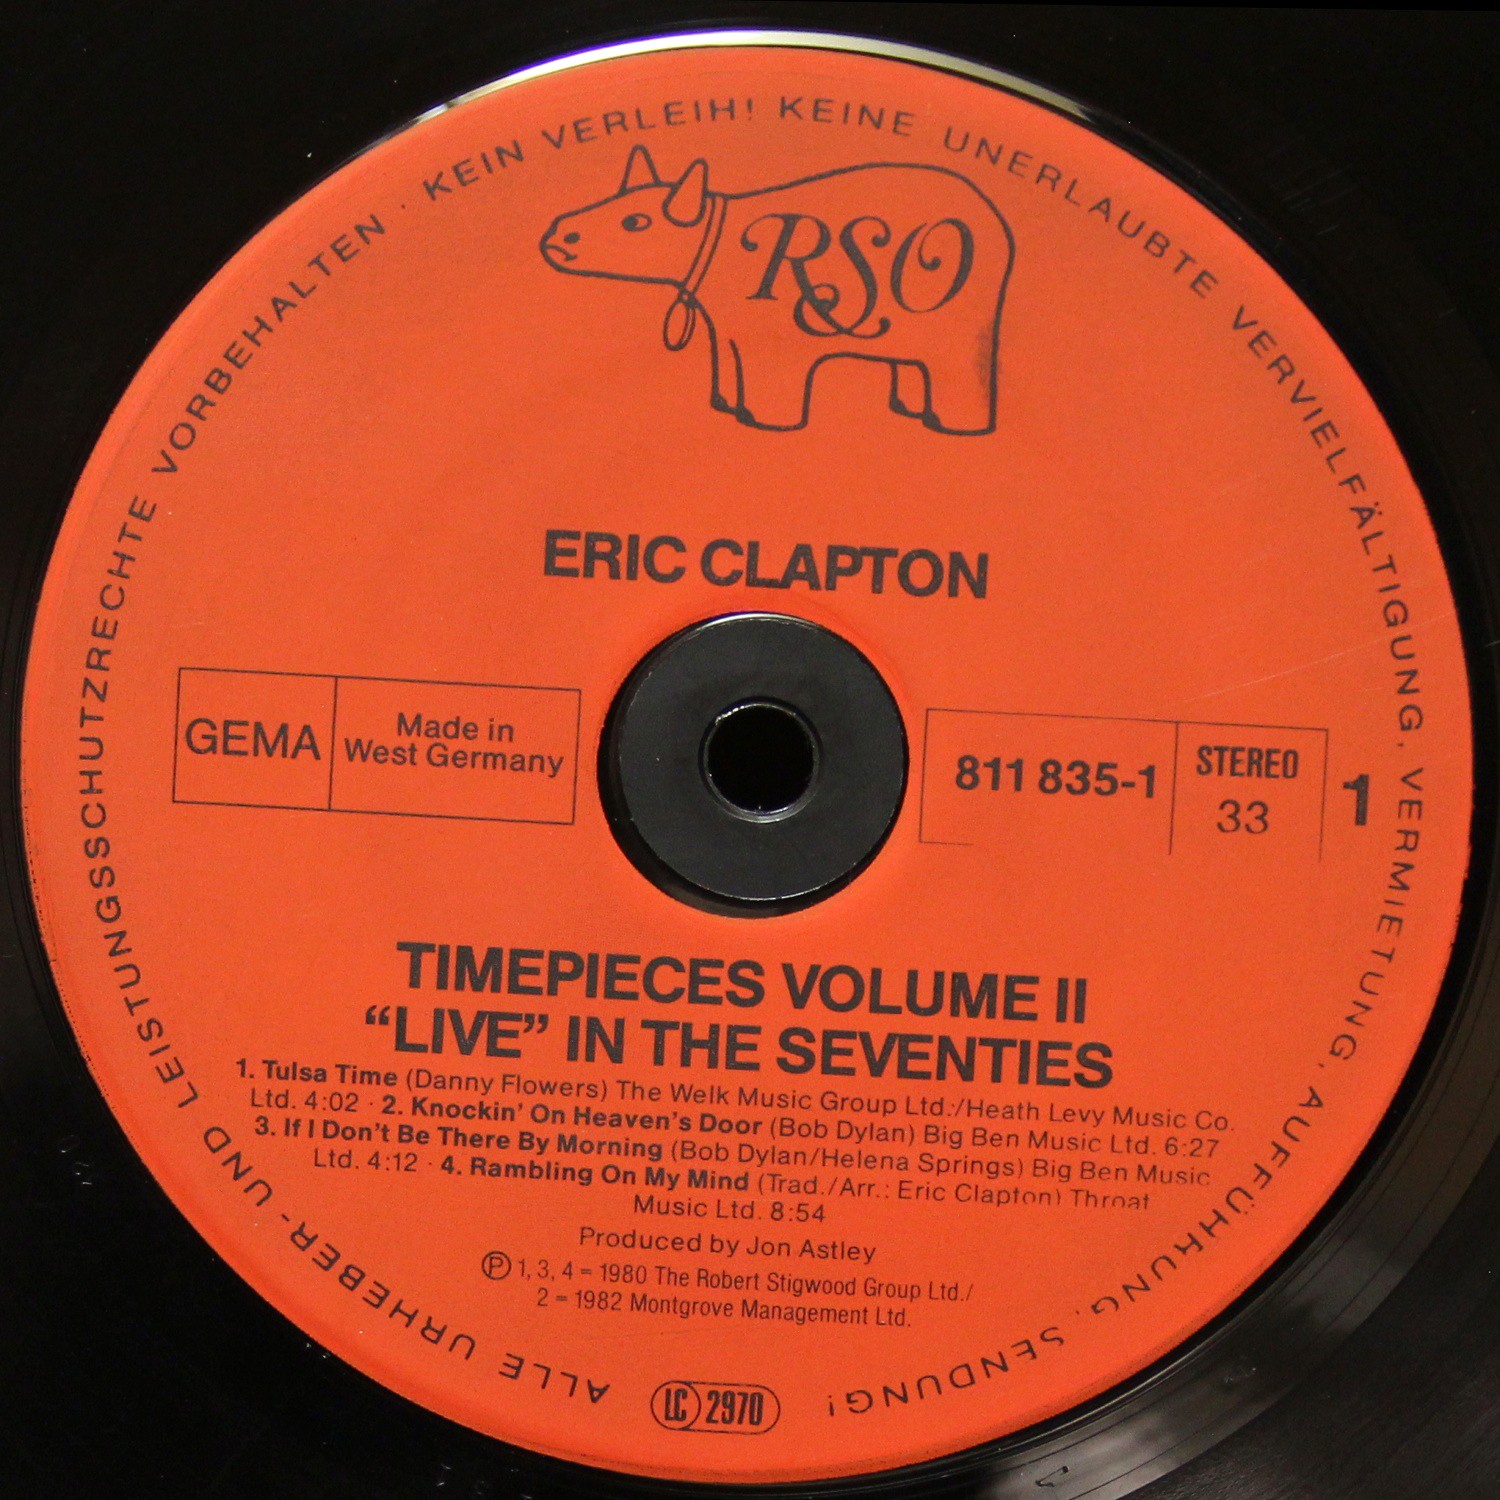 ALLE URHEBER- UND LEISTUNGSSCHUTZRECHTE VORBEHALTEN · KEIN VERLEIH! KEINE UNERLAUBTE VERVIELFÄLTIGUNG, VERMIETUNG, AUFFÜHRUNG, SENDUNG!
RSO
ERIC CLAPTON
GEMA
Made in
West Germany
811 835-1
STEREO
33
1
TIMEPIECES VOLUME II
“LIVE” IN THE SEVENTIES
1. Tulsa Time (Danny Flowers) The Welk Music Group Ltd./Heath Levy Music Co.
Ltd. 4:02 · 2. Knockin’ On Heaven’s Door (Bob Dylan) Big Ben Music Ltd. 6:27
3. If I Don’t Be There By Morning (Bob Dylan/Helena Springs) Big Ben Music
Ltd. 4:12 · 4. Rambling On My Mind (Trad./Arr.: Eric Clapton) Throat
Music Ltd. 8:54
Produced by Jon Astley
Ⓟ 1, 3, 4 = 1980 The Robert Stigwood Group Ltd./
2 = 1982 Montgrove Management Ltd.
LC 2970